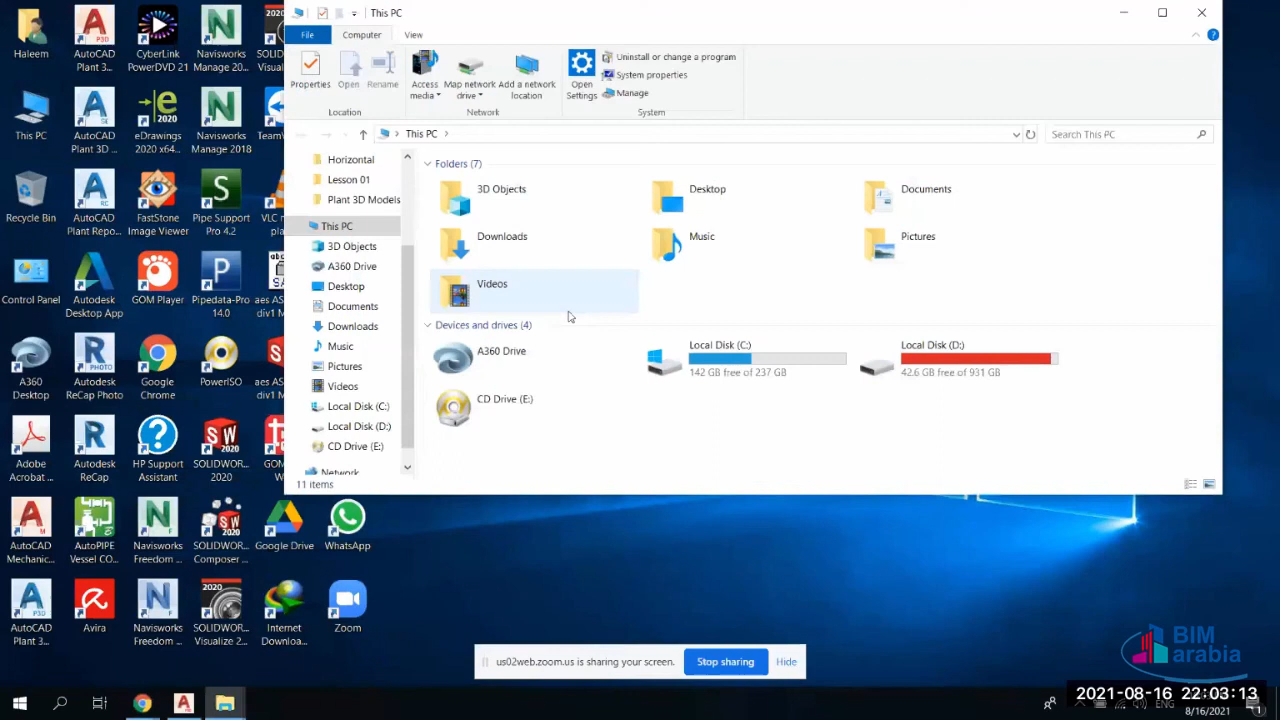 This PC
File
Computer
View
Properties
Open
Rename
Access media
Map network drive
Add a network location
Open Settings
Uninstall or change a program
System properties
Manage
Location
Network
System
This PC
Search This PC
Horizontal
Lesson 01
Plant 3D Models
This PC
3D Objects
A360 Drive
Desktop
Documents
Downloads
Music
Pictures
Videos
Local Disk (C:)
Local Disk (D:)
CD Drive (E:)
Network
Folders (7)
3D Objects
Desktop
Documents
Downloads
Music
Pictures
Videos
Devices and drives (4)
A360 Drive
Local Disk (C:)
142 GB free of 237 GB
Local Disk (D:)
42.6 GB free of 931 GB
CD Drive (E:)
11 items
Haleem
AutoCAD Plant 3...
CyberLink PowerDVD 21
Navisworks Manage 20...
SOLIDWOR...
Visualiz...
This PC
AutoCAD Plant 3D ...
eDrawings 2020 x64...
Navisworks Manage 2018
TeamV
Recycle Bin
AutoCAD Plant Repo...
FastStone Image Viewer
Pipe Support Pro 4.2
VLC m
pla
Control Panel
Autodesk Desktop App
GOM Player
Pipedata-Pro 14.0
aes AS
div1 M
A360 Desktop
Autodesk ReCap Photo
Google Chrome
PowerISO
aes AS
div1 M
Adobe Acrobat ...
Autodesk ReCap
HP Support Assistant
SOLIDWOR... 2020
GOM
AutoCAD Mechanic...
AutoPIPE Vessel CO...
Navisworks Freedom ...
SOLIDWOR... Composer ...
Google Drive
WhatsApp
AutoCAD Plant 3...
Avira
Navisworks Freedom ...
SOLIDWOR... Visualize 2...
Internet Downloa...
Zoom
us02web.zoom.us is sharing your screen.
Stop sharing
Hide
BIM
arabia
2021-08-16 22:03:13
ENG
8/16/2021